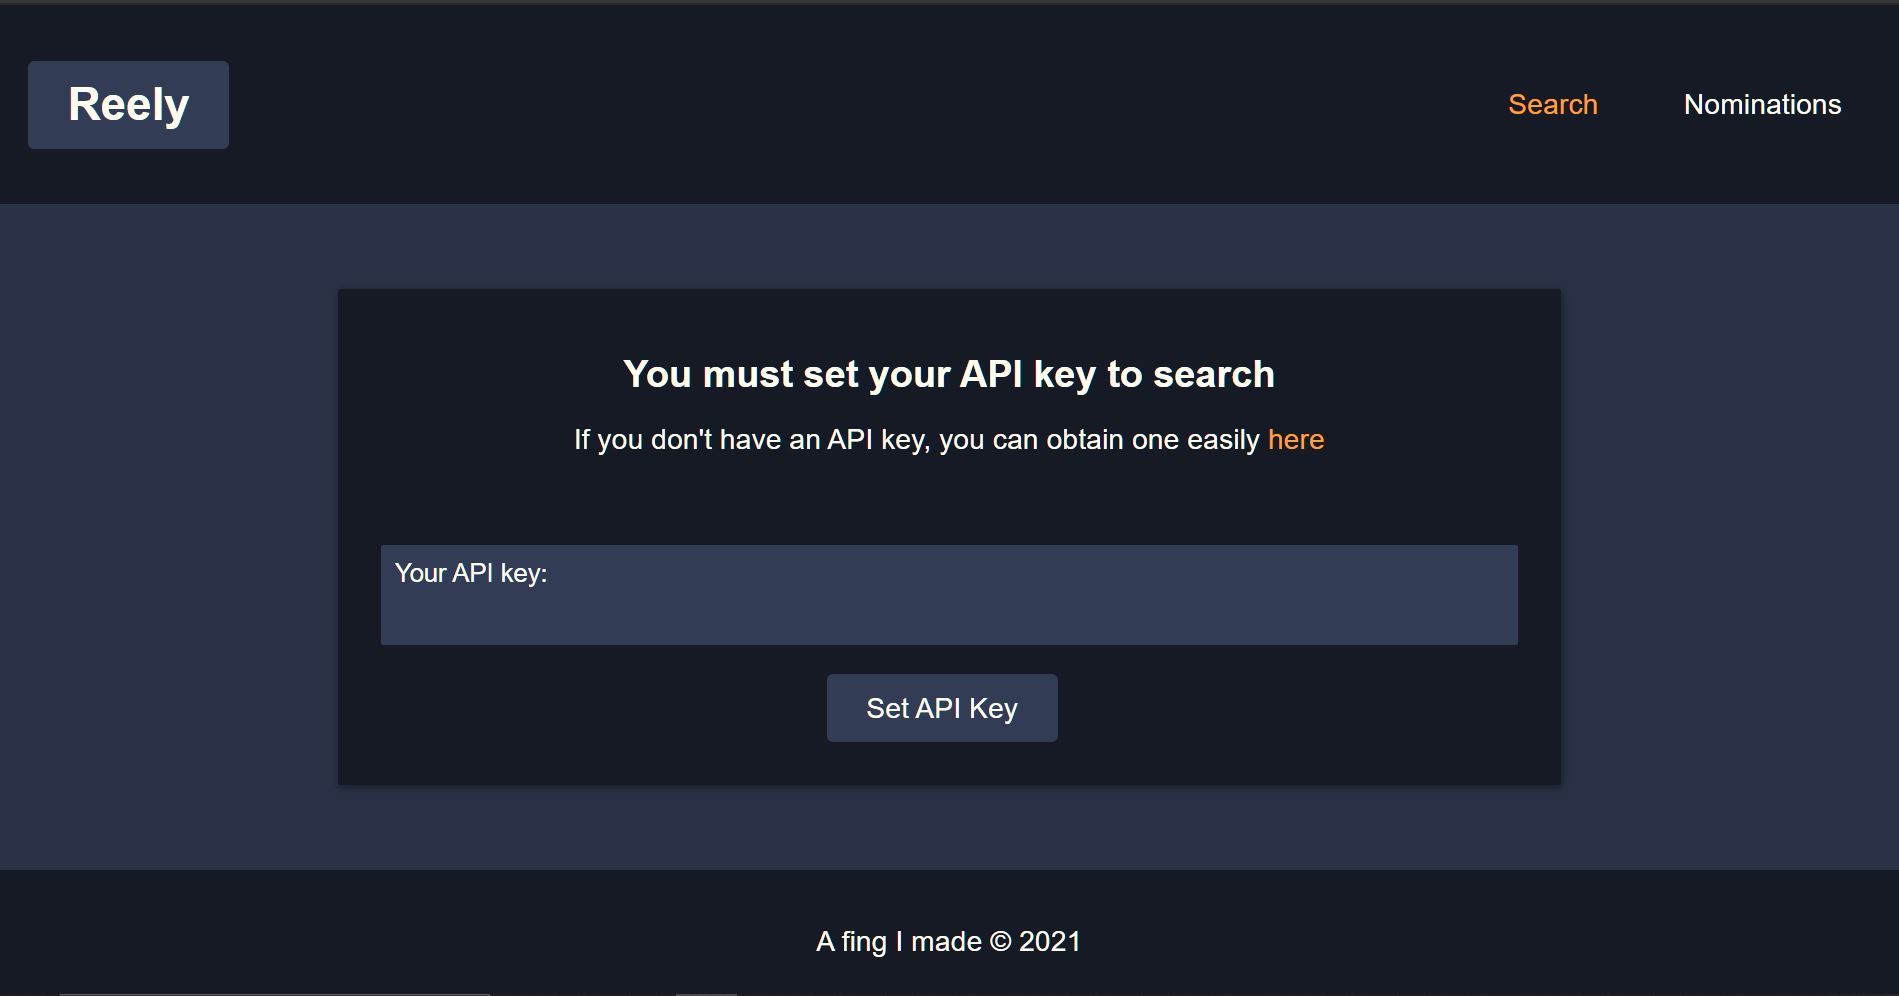 Reely
Search
Nominations
You must set your API key to search
If you don't have an API key, you can obtain one easily here
Your API key:
Set API Key
A fing I made © 2021